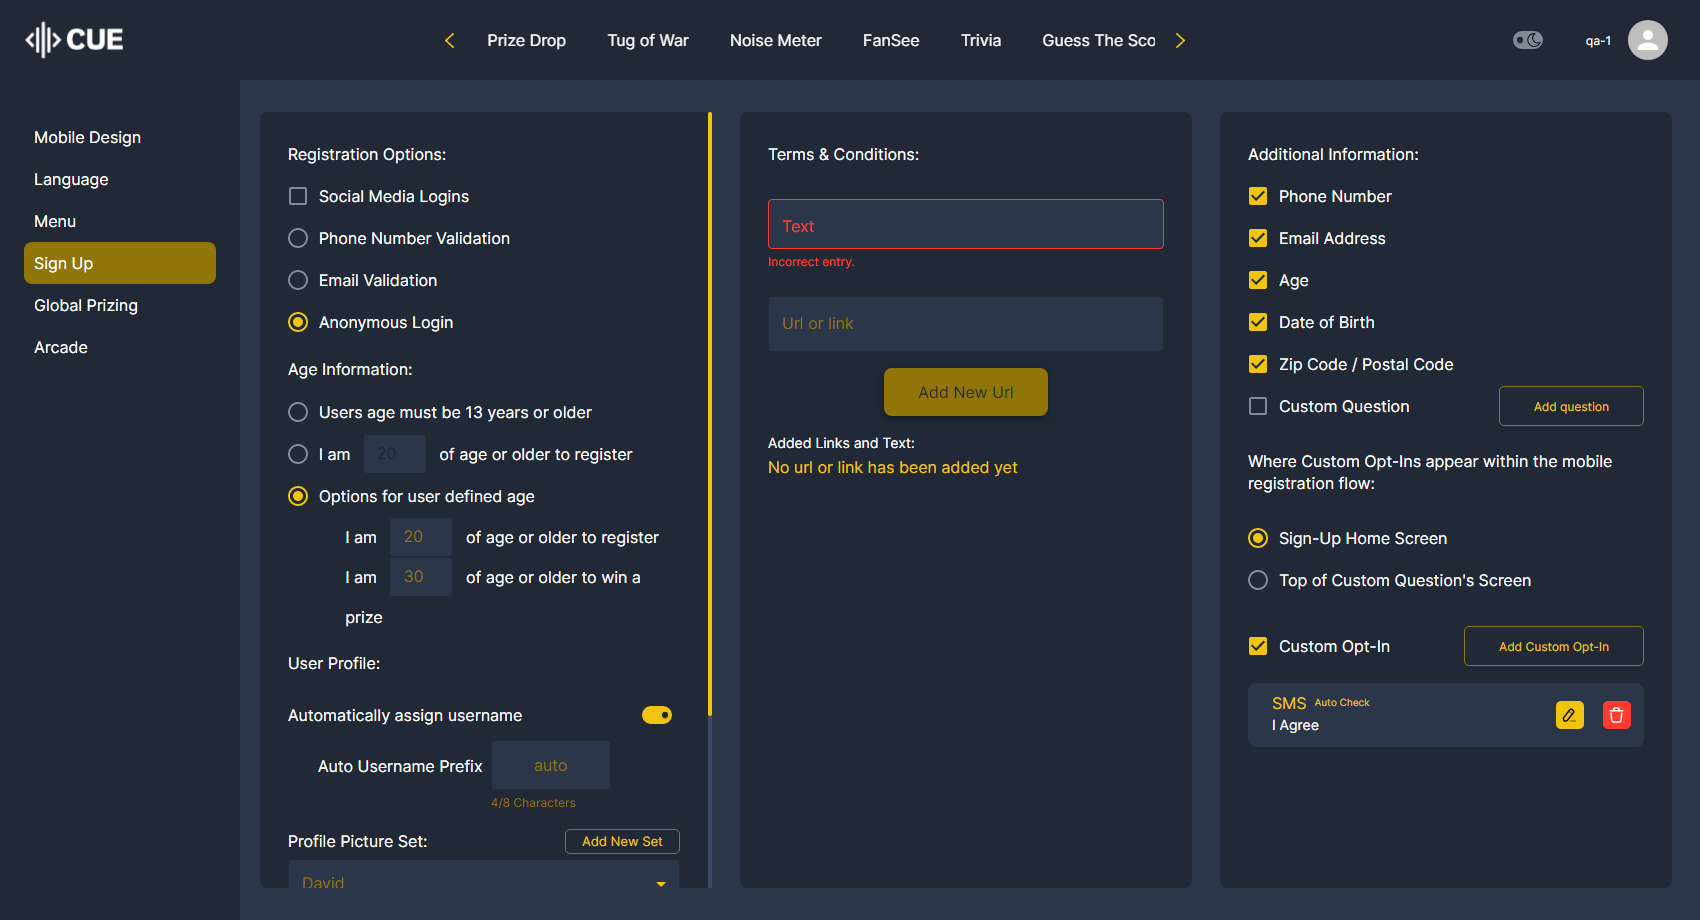 CUE
Prize Drop
Tug of War
Noise Meter
FanSee
Trivia
Guess The Sco
qa-1
Mobile Design
Language
Menu
Sign Up
Global Prizing
Arcade
Registration Options:
Social Media Logins
Phone Number Validation
Email Validation
Anonymous Login
Age Information:
Users age must be 13 years or older
I am 20 of age or older to register
Options for user defined age
I am 20 of age or older to register
I am 30 of age or older to win a
prize
User Profile:
Automatically assign username
Auto Username Prefix auto
4/8 Characters
Profile Picture Set:
Add New Set
David
Terms & Conditions:
Text
Incorrect entry.
Url or link
Add New Url
Added Links and Text:
No url or link has been added yet
Additional Information:
Phone Number
Email Address
Age
Date of Birth
Zip Code / Postal Code
Custom Question
Add question
Where Custom Opt-Ins appear within the mobile
registration flow:
Sign-Up Home Screen
Top of Custom Question's Screen
Custom Opt-In
Add Custom Opt-In
SMS Auto Check
I Agree